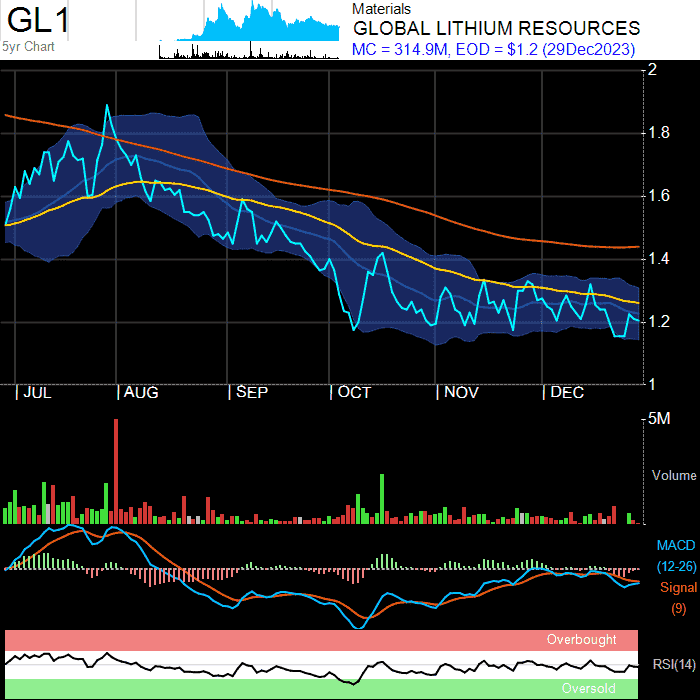 GL1
5yr Chart
Materials
GLOBAL LITHIUM RESOURCES
MC = 314.9M, EOD = $1.2 (29Dec2023)
2
1.8
1.6
1.4
1.2
1
JUL
AUG
SEP
OCT
NOV
DEC
5M
Volume
MACD
(12-26)
Signal
(9)
Overbought
RSI(14)
Oversold